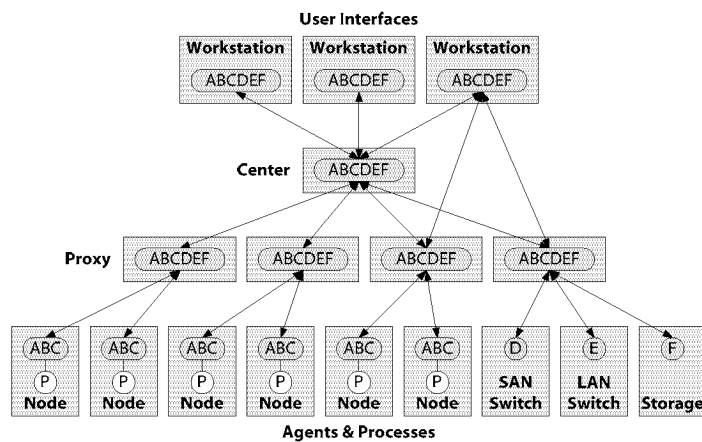 User Interfaces
Workstation Workstation Workstation
ABCDEF ABCDEF ABCDEF
Center ABCDEF
Proxy ABCDEF ABCDEF ABCDEF ABCDEF
ABC ABC ABC ABC ABC ABC D E F
P P P P P P SAN LAN
Node Node Node Node Node Node Switch Switch Storage
Agents & Processes